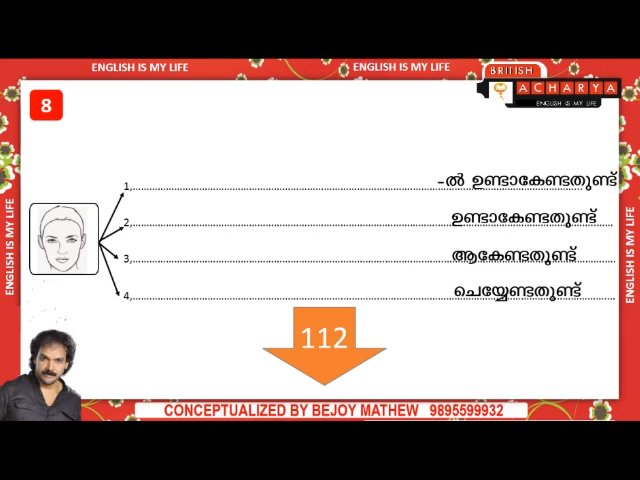 ENGLISH IS MY LIFE
ENGLISH IS MY LIFE
BRITISH
ACHARYA
ENGLISH IS MY LIFE
8
1,........ -ൽ ഉണ്ടാകേണ്ടതുണ്ട്
2,........ ഉണ്ടാകേണ്ടതുണ്ട്
3,........ ആകേണ്ടതുണ്ട്
4,........ ചെയ്യേണ്ടതുണ്ട്
112
ENGLISH IS MY LIFE
ENGLISH IS MY LIFE
CONCEPTUALIZED BY BEJOY MATHEW 9895599932